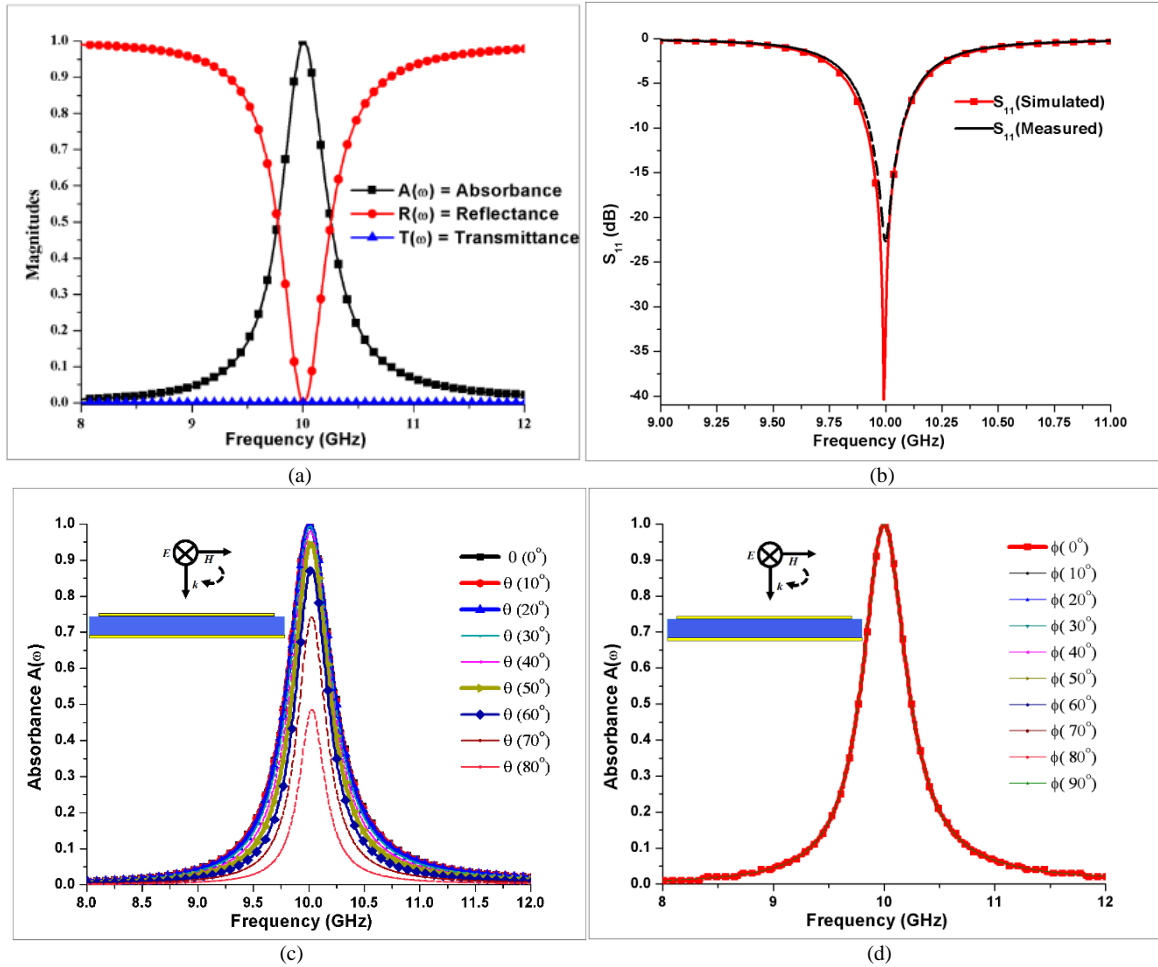 1.0
0.9
0.8
0.7
0.6
0.5
0.4
0.3
0.2
0.1
0.0
Magnitudes
A(ω) = Absorbance
R(ω) = Reflectance
T(ω) = Transmittance
8 9 10 11 12
Frequency (GHz)
(a)
0
-5
-10
-15
-20
-25
-30
-35
-40
S11 (dB)
S11(Simulated)
S11(Measured)
9.00 9.25 9.50 9.75 10.00 10.25 10.50 10.75 11.00
Frequency (GHz)
(b)
1.0
0.9
0.8
0.7
0.6
0.5
0.4
0.3
0.2
0.1
0.0
Absorbance A(ω)
E
H
k
θ (0°)
θ (10°)
θ (20°)
θ (30°)
θ (40°)
θ (50°)
θ (60°)
θ (70°)
θ (80°)
8.0 8.5 9.0 9.5 10.0 10.5 11.0 11.5 12.0
Frequency (GHz)
(c)
1.0
0.9
0.8
0.7
0.6
0.5
0.4
0.3
0.2
0.1
0.0
Absorbance A(ω)
E
H
k
ϕ( 0°)
ϕ( 10°)
ϕ( 20°)
ϕ( 30°)
ϕ( 40°)
ϕ( 50°)
ϕ( 60°)
ϕ( 70°)
ϕ( 80°)
ϕ( 90°)
8 9 10 11 12
Frequency (GHz)
(d)